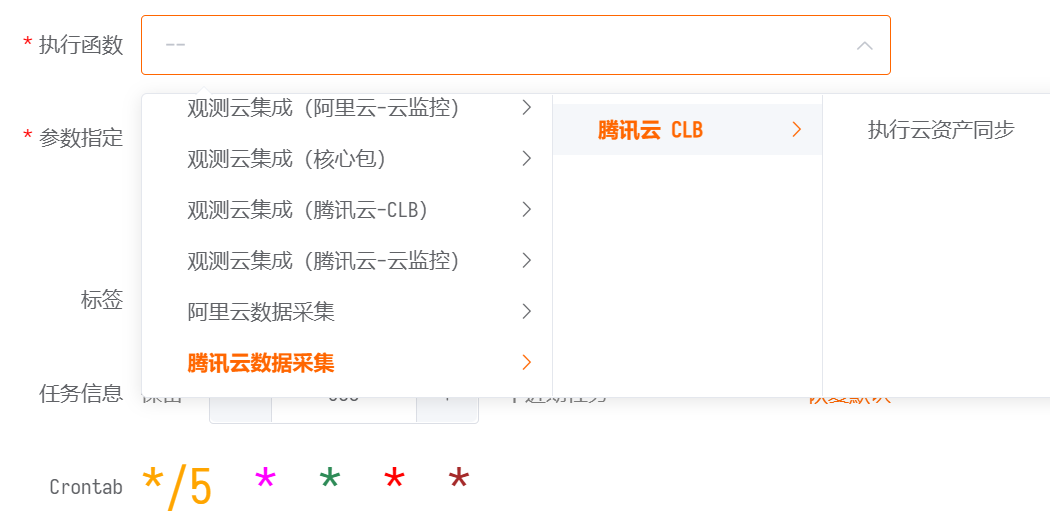 * 执行函数 --
观测云集成（阿里云-云监控）
腾讯云 CLB
执行云资产同步
* 参数指定
观测云集成（核心包）
观测云集成（腾讯云-CLB）
观测云集成（腾讯云-云监控）
标签
阿里云数据采集
腾讯云数据采集
任务信息
Crontab */5 * * * *